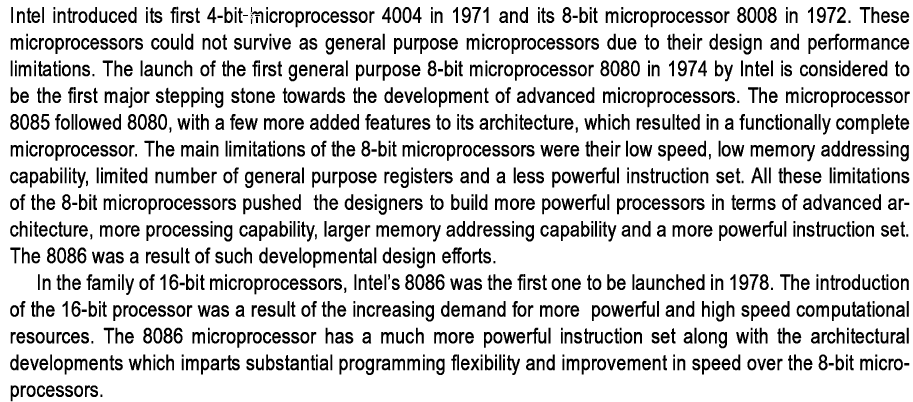 Intel introduced its first 4-bit microprocessor 4004 in 1971 and its 8-bit microprocessor 8008 in 1972. These
microprocessors could not survive as general purpose microprocessors due to their design and performance
limitations. The launch of the first general purpose 8-bit microprocessor 8080 in 1974 by Intel is considered to
be the first major stepping stone towards the development of advanced microprocessors. The microprocessor
8085 followed 8080, with a few more added features to its architecture, which resulted in a functionally complete
microprocessor. The main limitations of the 8-bit microprocessors were their low speed, low memory addressing
capability, limited number of general purpose registers and a less powerful instruction set. All these limitations
of the 8-bit microprocessors pushed the designers to build more powerful processors in terms of advanced ar-
chitecture, more processing capability, larger memory addressing capability and a more powerful instruction set.
The 8086 was a result of such developmental design efforts.
In the family of 16-bit microprocessors, Intel's 8086 was the first one to be launched in 1978. The introduction
of the 16-bit processor was a result of the increasing demand for more powerful and high speed computational
resources. The 8086 microprocessor has a much more powerful instruction set along with the architectural
developments which imparts substantial programming flexibility and improvement in speed over the 8-bit micro-
processors.